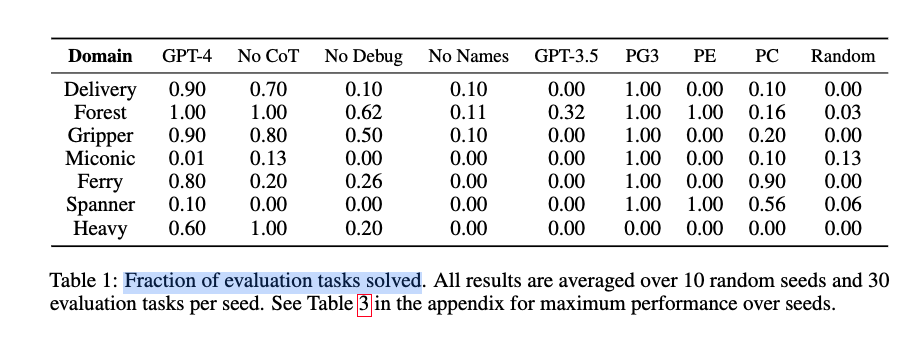 Domain GPT-4 No CoT No Debug No Names GPT-3.5 PG3 PE PC Random
Delivery 0.90 0.70 0.10 0.10 0.00 1.00 0.00 0.10 0.00
Forest 1.00 1.00 0.62 0.11 0.32 1.00 1.00 0.16 0.03
Gripper 0.90 0.80 0.50 0.10 0.00 1.00 0.00 0.20 0.00
Miconic 0.01 0.13 0.00 0.00 0.00 1.00 0.00 0.10 0.13
Ferry 0.80 0.20 0.26 0.00 0.00 1.00 0.00 0.90 0.00
Spanner 0.10 0.00 0.00 0.00 0.00 1.00 1.00 0.56 0.06
Heavy 0.60 1.00 0.20 0.00 0.00 0.00 0.00 0.00 0.00
Table 1: Fraction of evaluation tasks solved. All results are averaged over 10 random seeds and 30
evaluation tasks per seed. See Table 3 in the appendix for maximum performance over seeds.